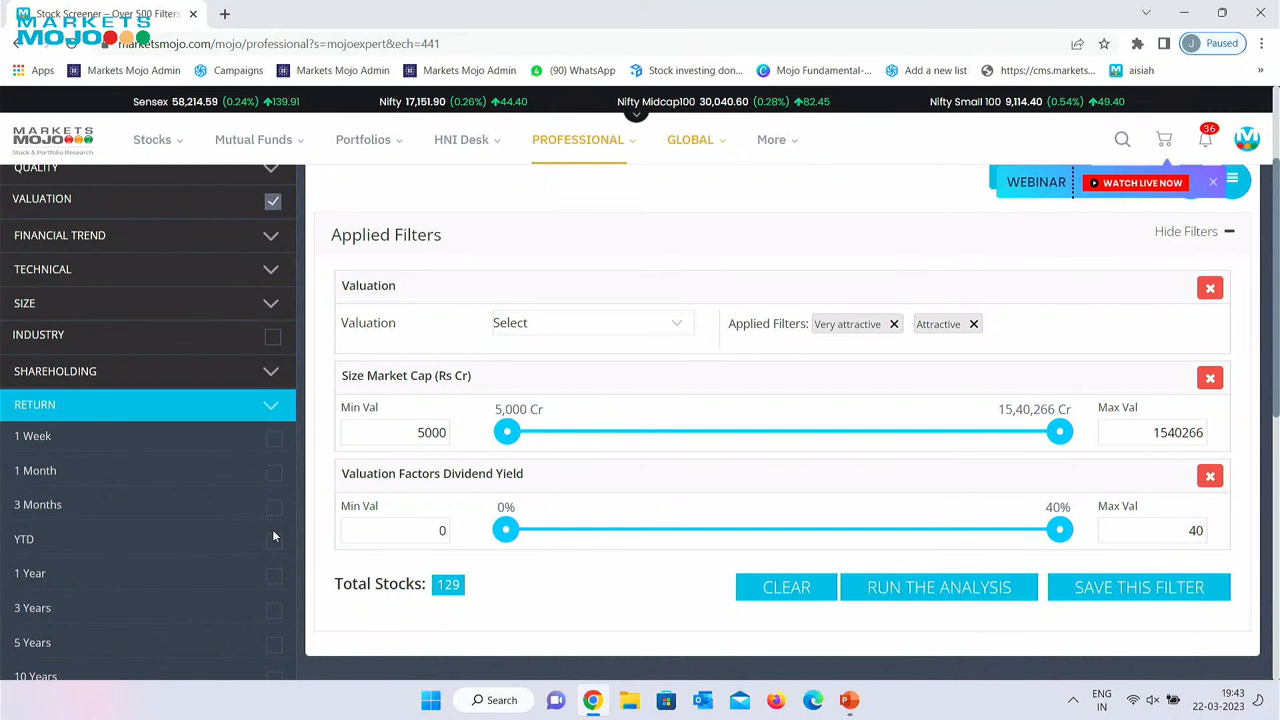 Stock Screener – Over 500 Filters
MARKETS
MOJO
marketsmojo.com/mojo/professional?s=mojoexpert&tech=441
J Paused
Apps Markets Mojo Admin Campaigns Markets Mojo Admin Markets Mojo Admin (90) WhatsApp Stock investing don... Mojo Fundamental-... Add a new list https://cms.markets... aisiah »
Sensex 58,214.59 (0.24%) 139.91 Nifty 17,151.90 (0.26%) 44.40 Nifty Midcap100 30,040.60 (0.28%) 82.45 Nifty Small 100 9,114.40 (0.54%) 49.40
MARKETS
MOJO
Stock & Portfolio Research
Stocks Mutual Funds Portfolios HNI Desk PROFESSIONAL GLOBAL More 36
QUALITY
WEBINAR WATCH LIVE NOW
VALUATION
FINANCIAL TREND
TECHNICAL
SIZE
INDUSTRY
SHAREHOLDING
RETURN
1 Week
1 Month
3 Months
YTD
1 Year
3 Years
5 Years
10 Years
Applied Filters Hide Filters
Valuation
Valuation Select Applied Filters: Very attractive Attractive
Size Market Cap (Rs Cr)
Min Val 5,000 Cr 15,40,266 Cr Max Val
5000 1540266
Valuation Factors Dividend Yield
Min Val 0% 40% Max Val
0 40
Total Stocks: 129 CLEAR RUN THE ANALYSIS SAVE THIS FILTER
Search
ENG
IN
19:43
22-03-2023